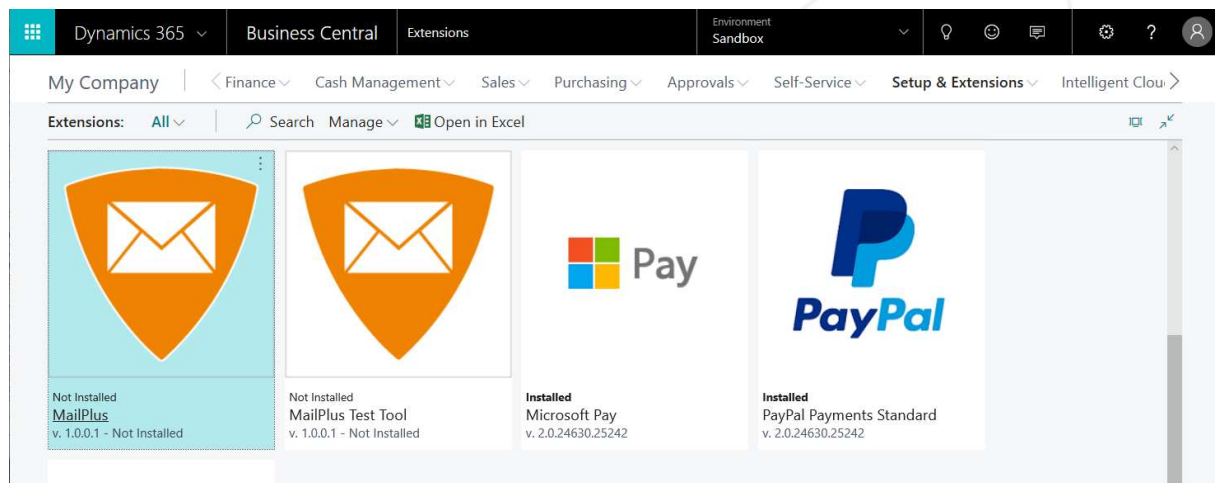 Dynamics 365 Business Central Extensions Environment
Sandbox ?
My Company Finance Cash Management Sales Purchasing Approvals Self-Service Setup & Extensions
Extensions: All Search Manage Open in Excel
Pay
PayPal
Not Installed
MailPlus
v. 1.0.0.1 - Not Installed
Not Installed
MailPlus Test Tool
v. 1.0.0.1 - Not Installed
Installed
Microsoft Pay
v. 2.0.24630.25242
Installed
PayPal Payments Standard
v. 2.0.24630.25242